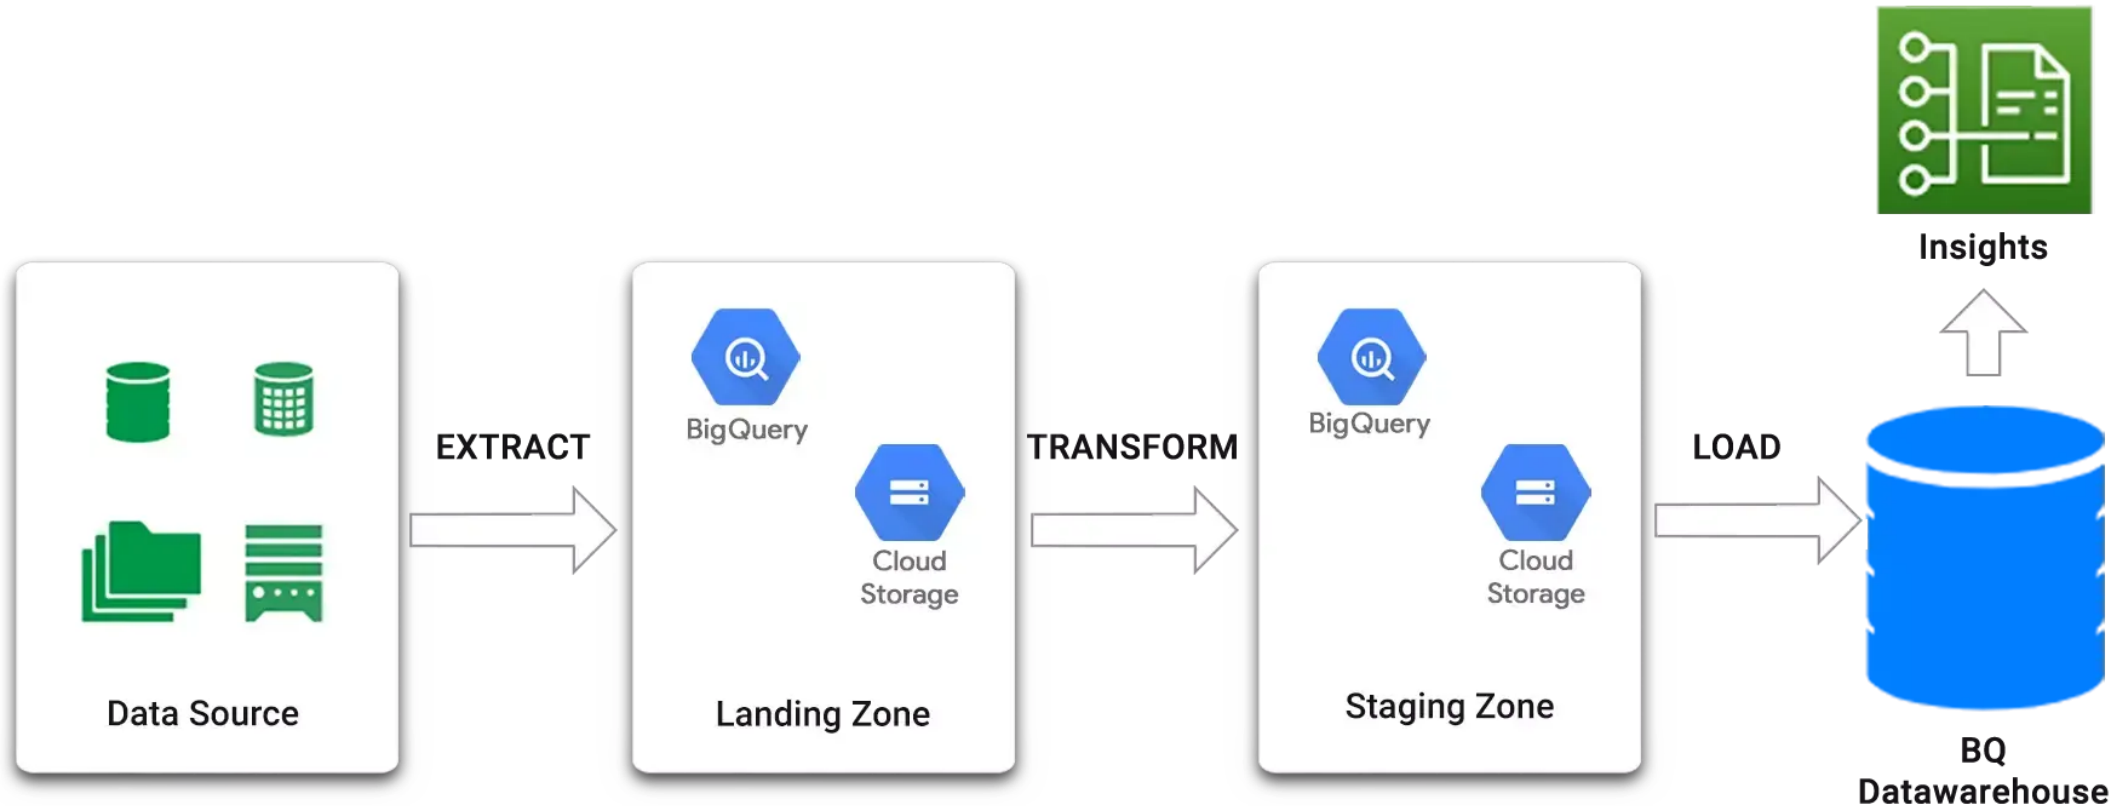 Insights
BigQuery
BigQuery
EXTRACT
TRANSFORM
LOAD
Cloud
Storage
Cloud
Storage
Data Source
Landing Zone
Staging Zone
BQ
Datawarehouse